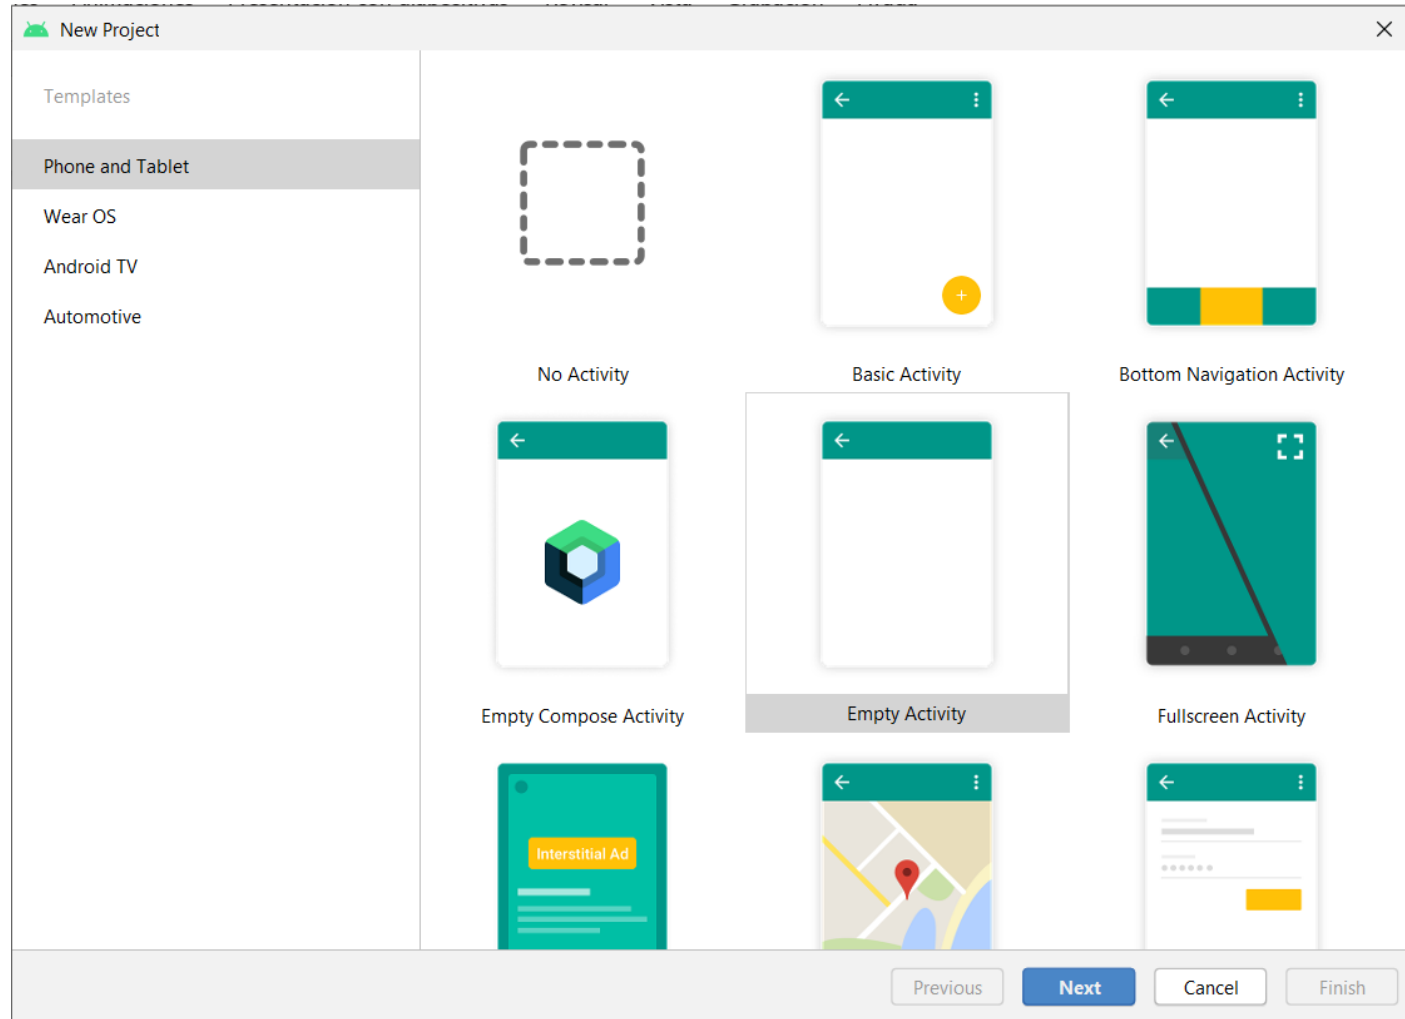 New Project
Templates
Phone and Tablet
Wear OS
Android TV
Automotive
No Activity
Basic Activity
Bottom Navigation Activity
Empty Compose Activity
Empty Activity
Fullscreen Activity
Interstitial Ad
Previous
Next
Cancel
Finish